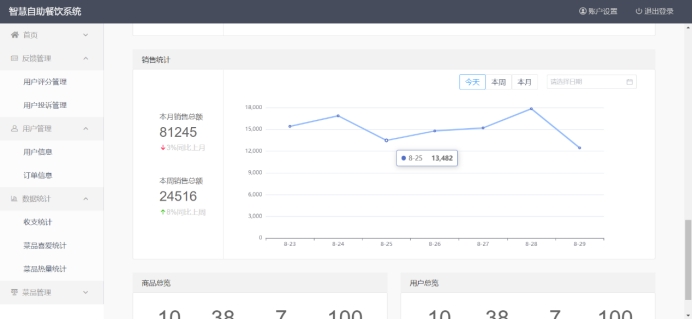 智慧自助餐饮系统
账户设置
退出登录
首页
反馈管理
用户评分管理
用户投诉管理
用户管理
用户信息
订单信息
数据统计
收支统计
菜品喜爱统计
菜品热量统计
菜品管理
销售统计
今天
本周
本月
请选择日期
本月销售总额
81245
3%同比上月
本周销售总额
24516
8%同比上周
18,000
15,000
12,000
9,000
6,000
3,000
0
8-25 13,482
8-23
8-24
8-25
8-26
8-27
8-28
8-29
商品总览
10 38 7 100
用户总览
10 38 7 100